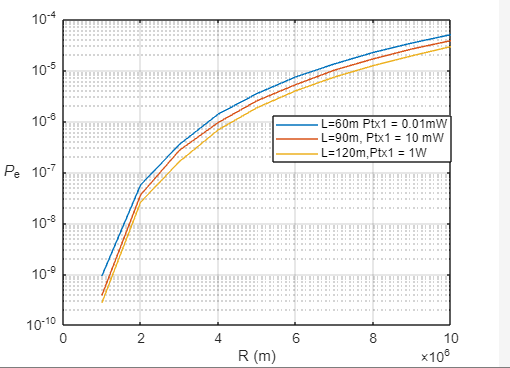 10-4
10-5
10-6
10-7
10-8
10-9
10-10
Pe
L=60m Ptx1 = 0.01mW
L=90m, Ptx1 = 10 mW
L=120m,Ptx1 = 1W
0 2 4 6 8 10
R (m)
×106